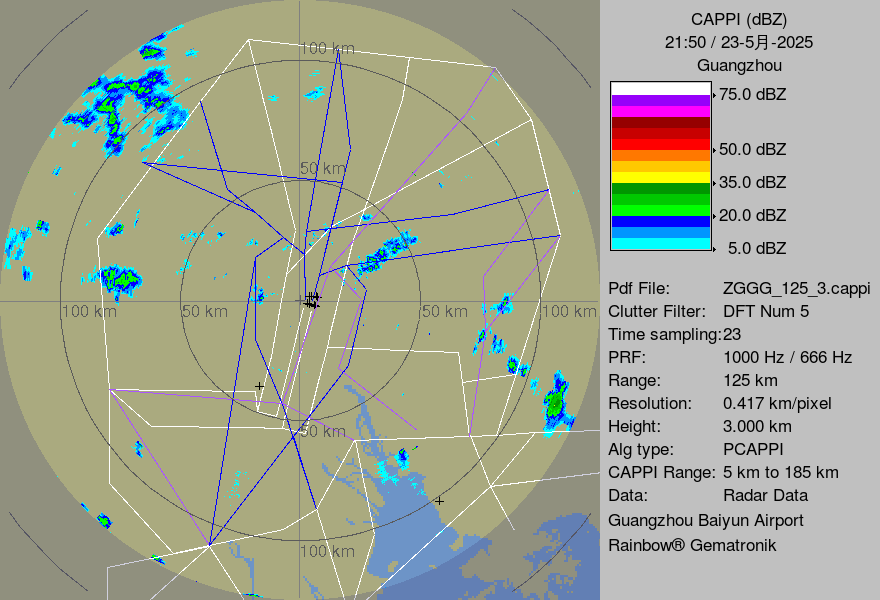 CAPPI (dBZ)
21:50 / 23-5月-2025
Guangzhou
75.0 dBZ
50.0 dBZ
35.0 dBZ
20.0 dBZ
5.0 dBZ
Pdf File: ZGGG_125_3.cappi
Clutter Filter: DFT Num 5
Time sampling:23
PRF: 1000 Hz / 666 Hz
Range: 125 km
Resolution: 0.417 km/pixel
Height: 3.000 km
Alg type: PCAPPI
CAPPI Range: 5 km to 185 km
Data: Radar Data
Guangzhou Baiyun Airport
Rainbow® Gematronik
100 km
50 km
100 km 50 km 50 km 100 km
50 km
100 km